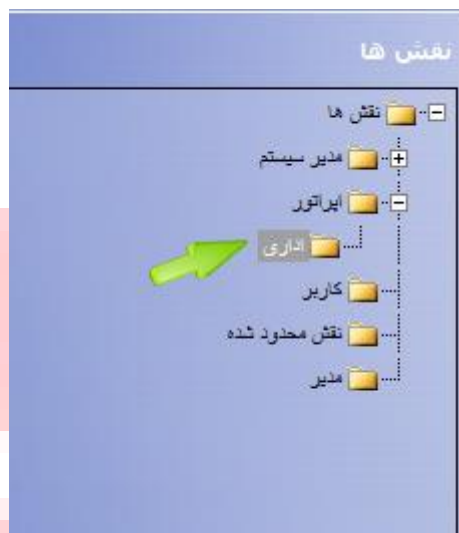 نقش ها
نقش ها
مدیر سیستم
اپراتور
اداری
کاربر
نقش محدود شده
مدیر